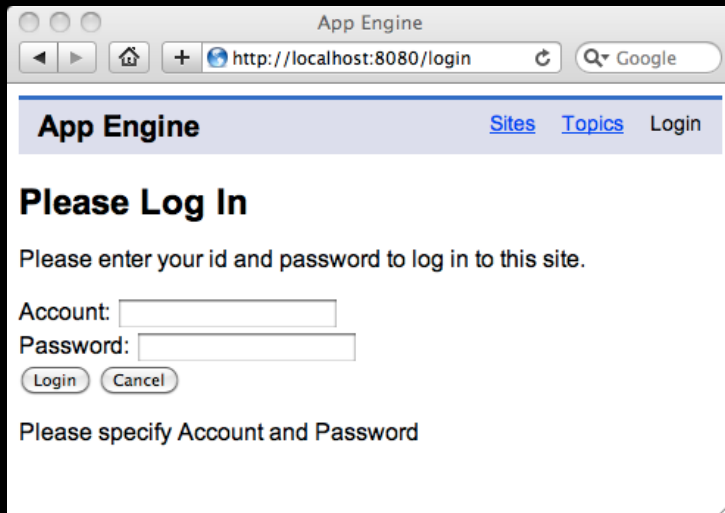 App Engine
http://localhost:8080/login
Google
App Engine Sites Topics Login
Please Log In
Please enter your id and password to log in to this site.
Account:
Password:
Login Cancel
Please specify Account and Password